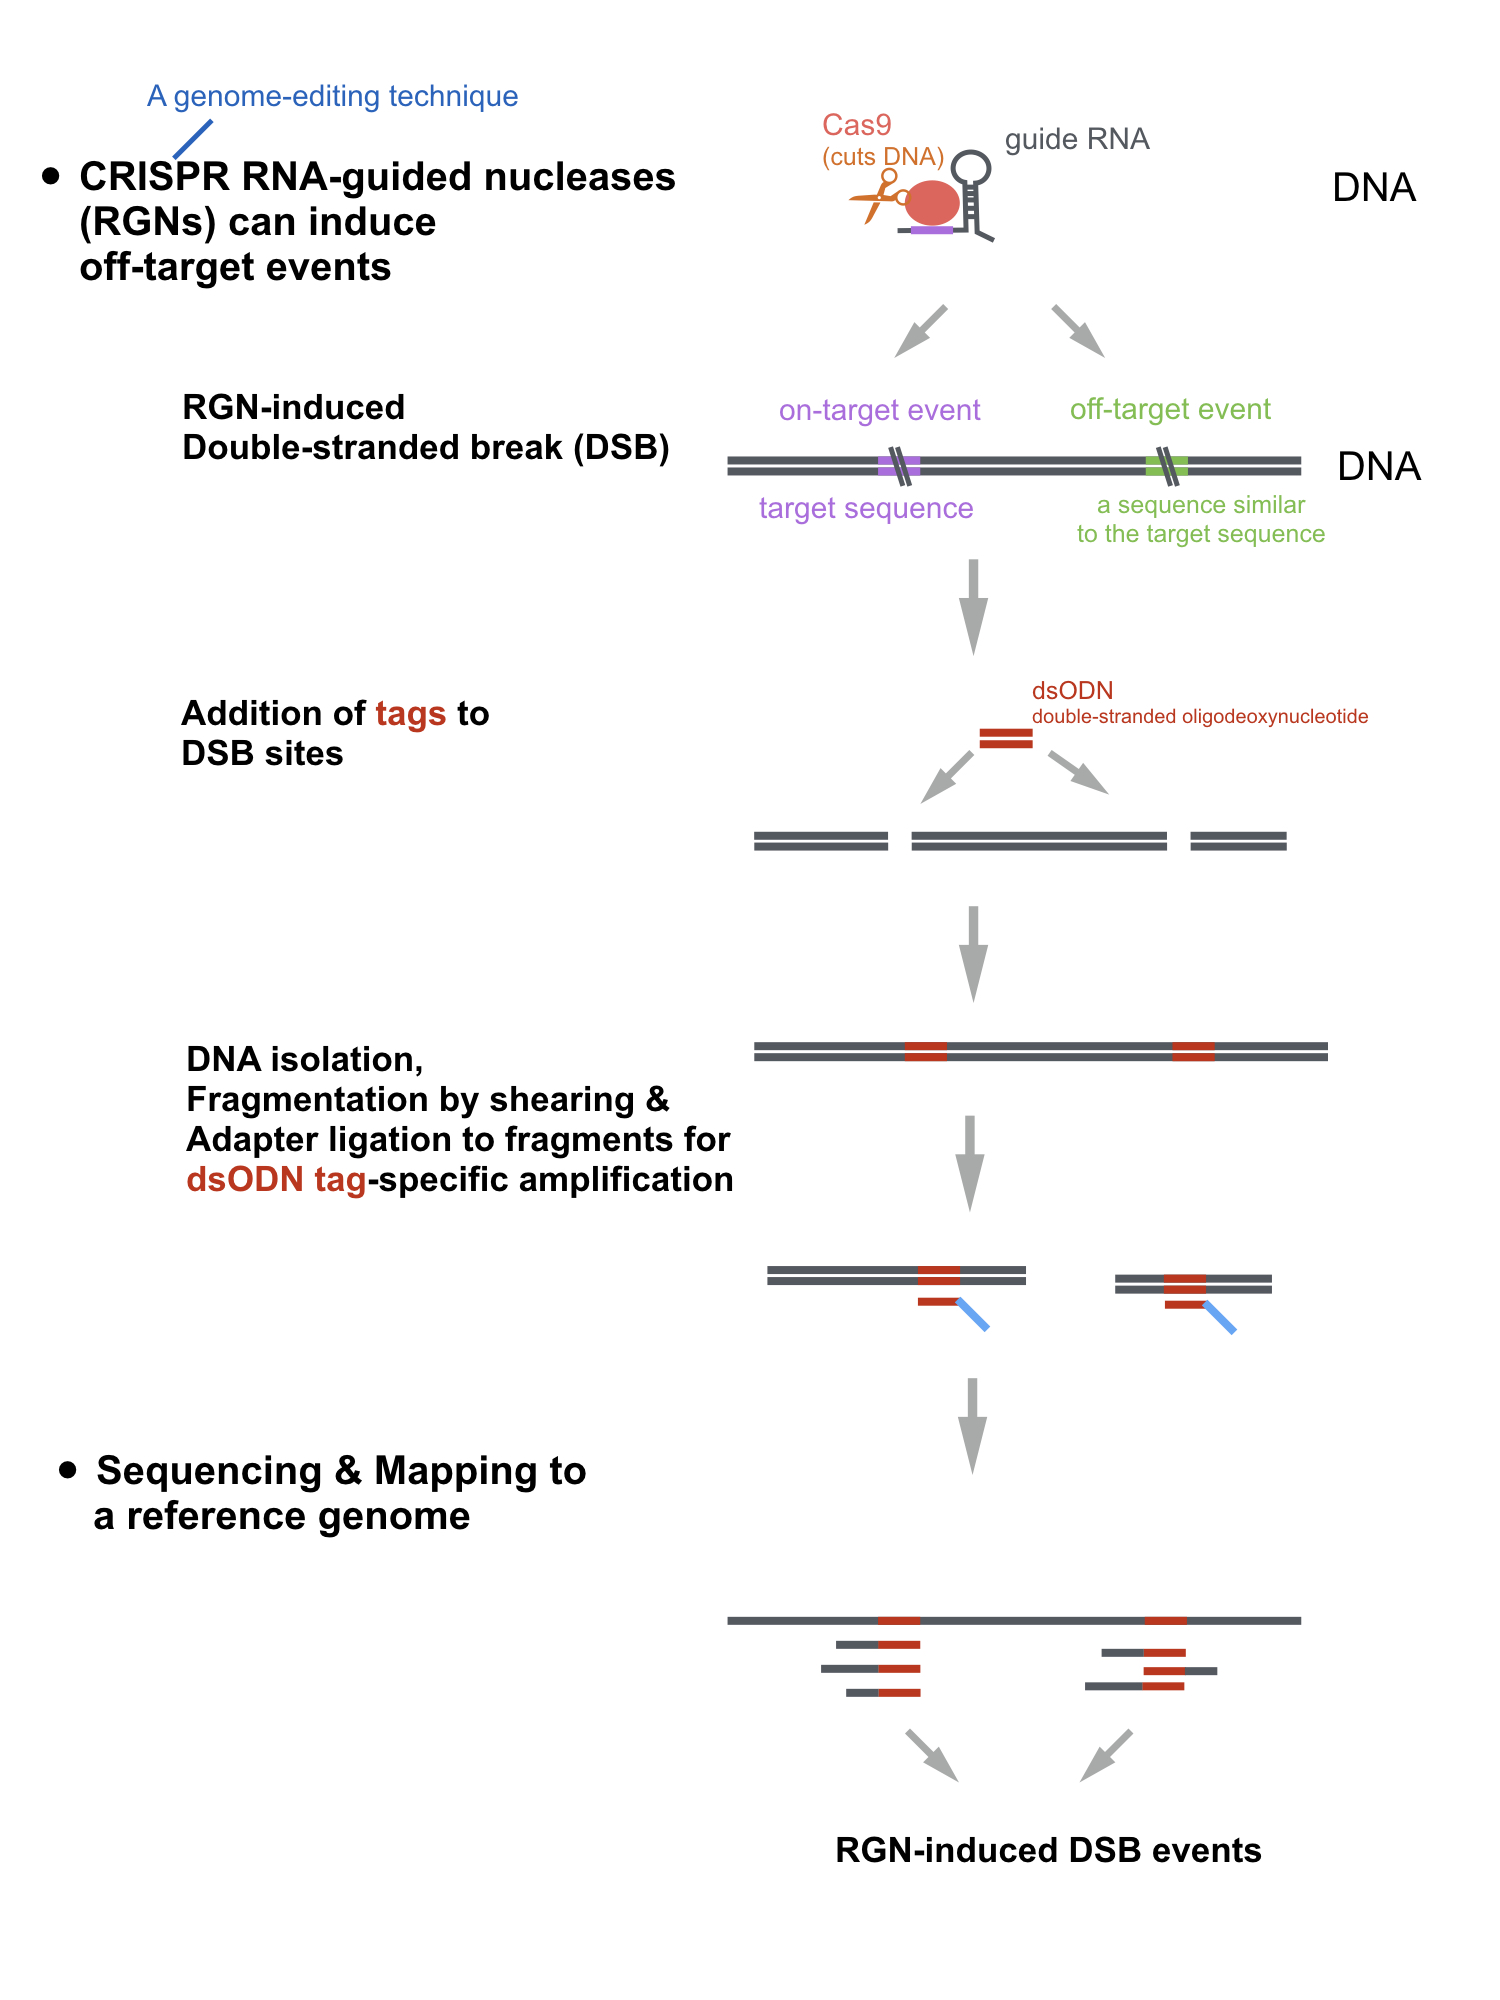 A genome-editing technique
• CRISPR RNA-guided nucleases
(RGNs) can induce
off-target events
Cas9
(cuts DNA)
guide RNA
DNA
RGN-induced
Double-stranded break (DSB)
on-target event
off-target event
DNA
target sequence
a sequence similar
to the target sequence
Addition of tags to
DSB sites
dsODN
double-stranded oligodeoxynucleotide
DNA isolation,
Fragmentation by shearing &
Adapter ligation to fragments for
dsODN tag-specific amplification
• Sequencing & Mapping to
a reference genome
RGN-induced DSB events